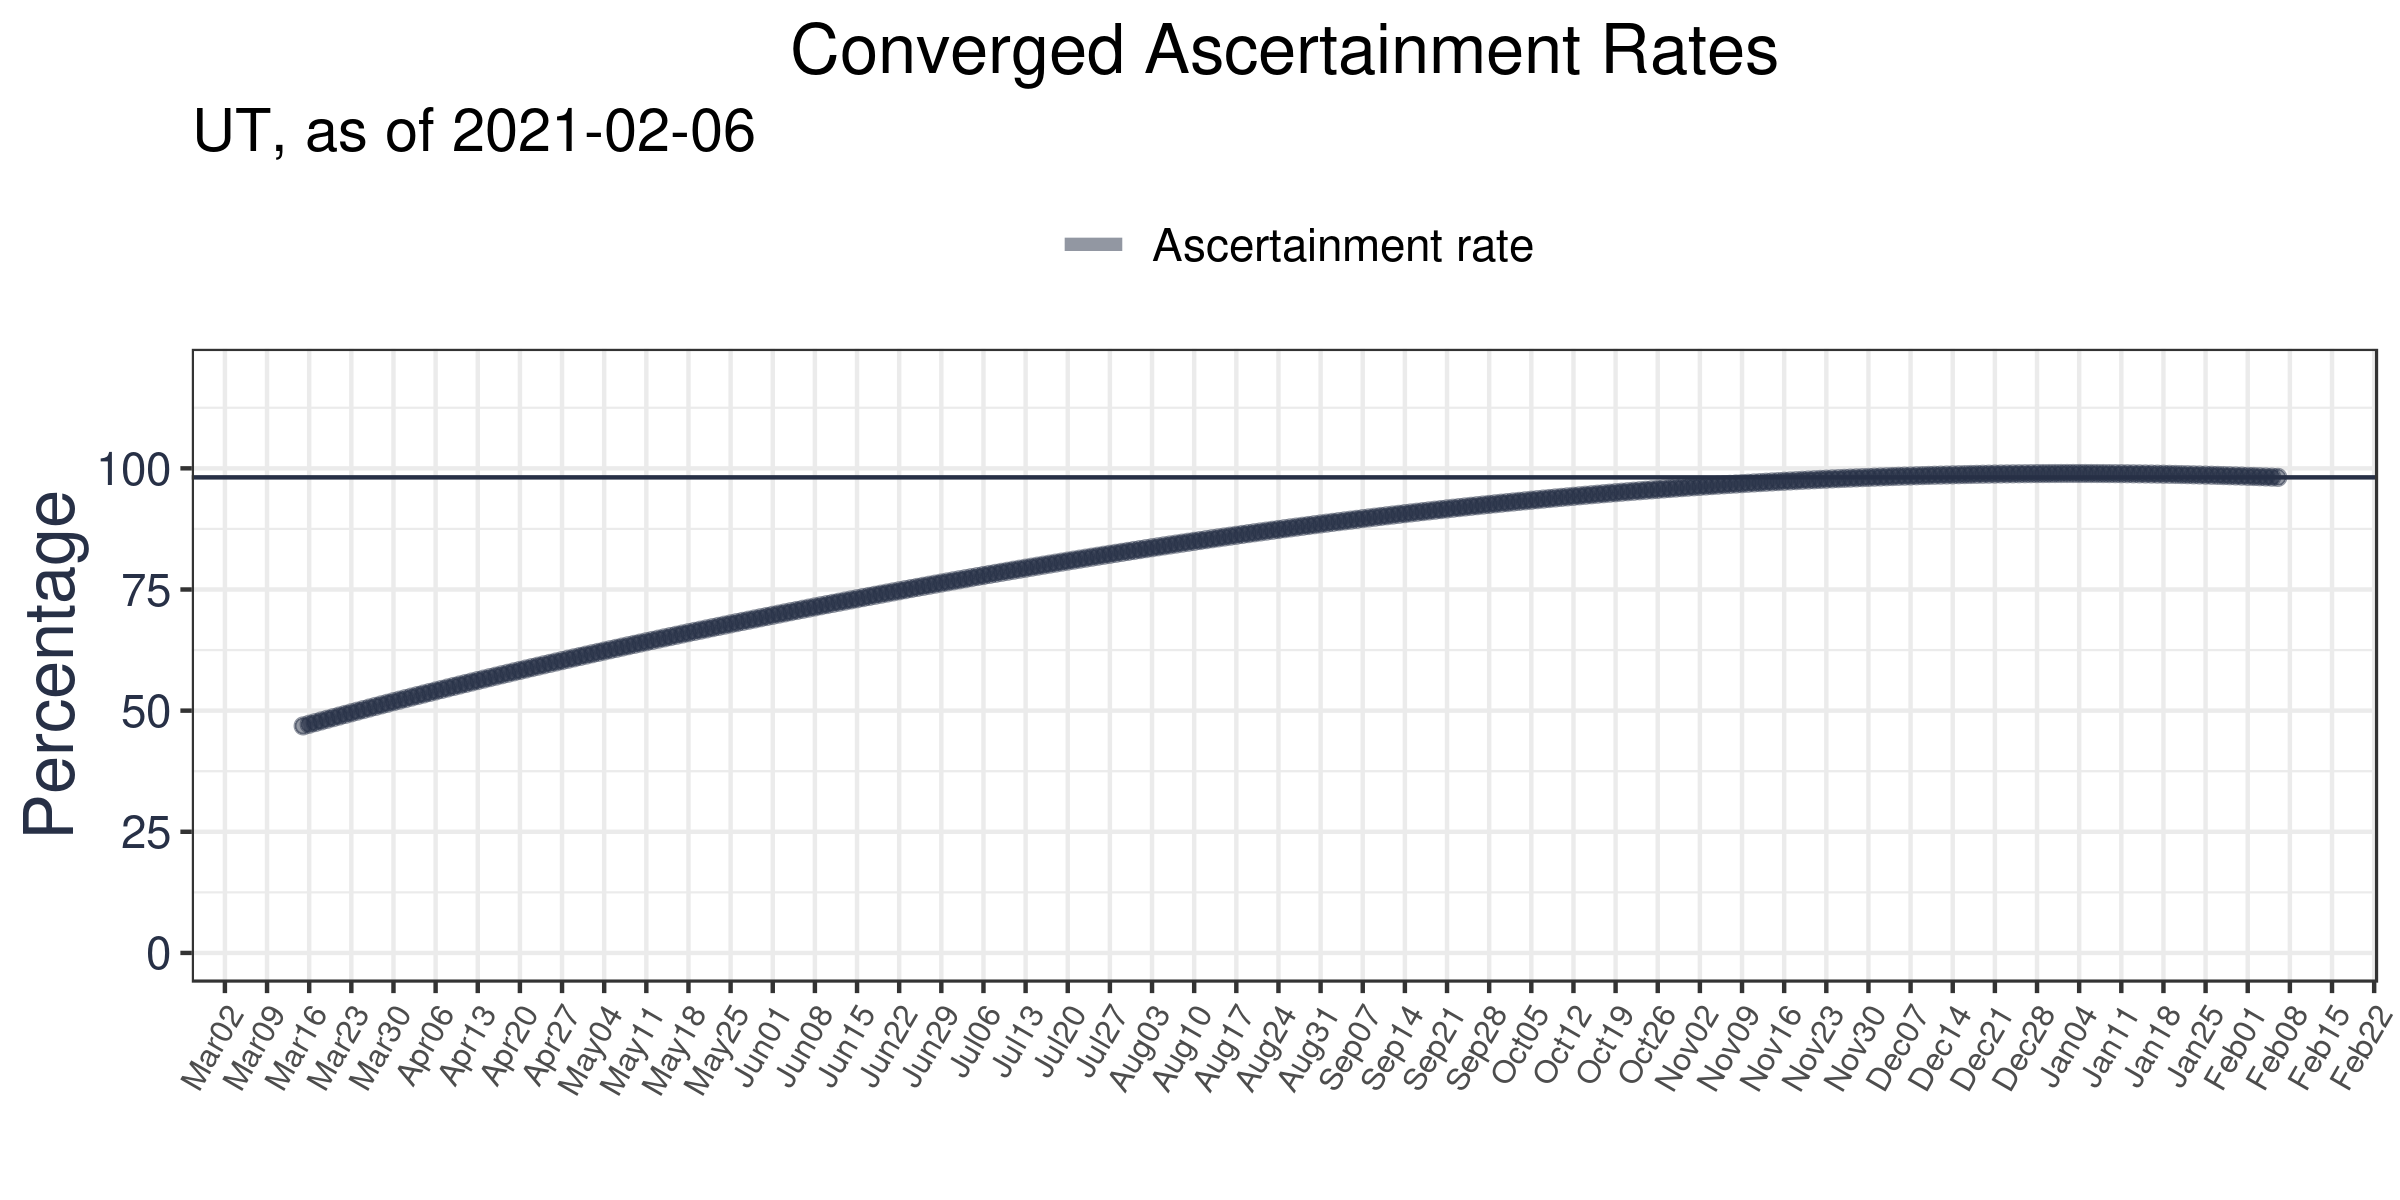 Converged Ascertainment Rates
UT, as of 2021-02-06
Ascertainment rate
Percentage
100
75
50
25
0
Mar02 Mar09 Mar16 Mar23 Mar30 Apr06 Apr13 Apr20 Apr27 May04 May11 May18 May25 Jun01 Jun08 Jun15 Jun22 Jun29 Jul06 Jul13 Jul20 Jul27 Aug03 Aug10 Aug17 Aug24 Aug31 Sep07 Sep14 Sep21 Sep28 Oct05 Oct12 Oct19 Oct26 Nov02 Nov09 Nov16 Nov23 Nov30 Dec07 Dec14 Dec21 Dec28 Jan04 Jan11 Jan18 Jan25 Feb01 Feb08 Feb15 Feb22